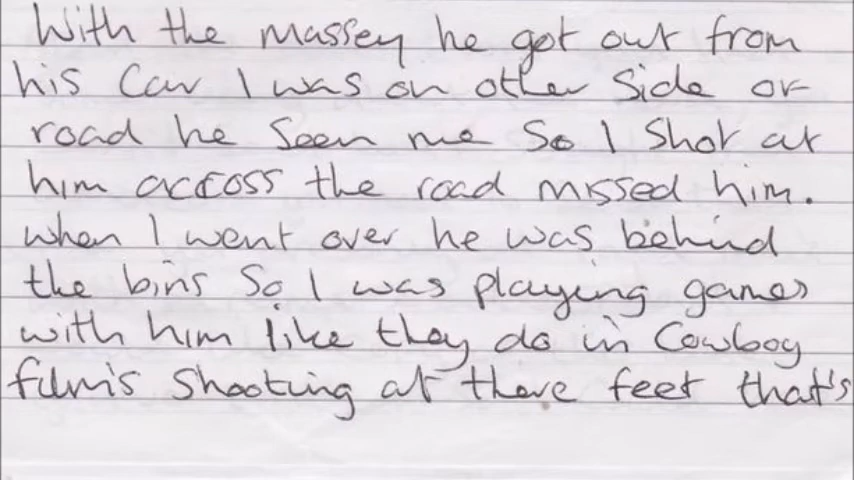 With the Massey he got out from
his Car I was on other side or
road he seen me so I shot at
him across the road missed him.
when I went over he was behind
the bins so I was playing games
with him like they do in Cowboy
film's shooting at there feet that's